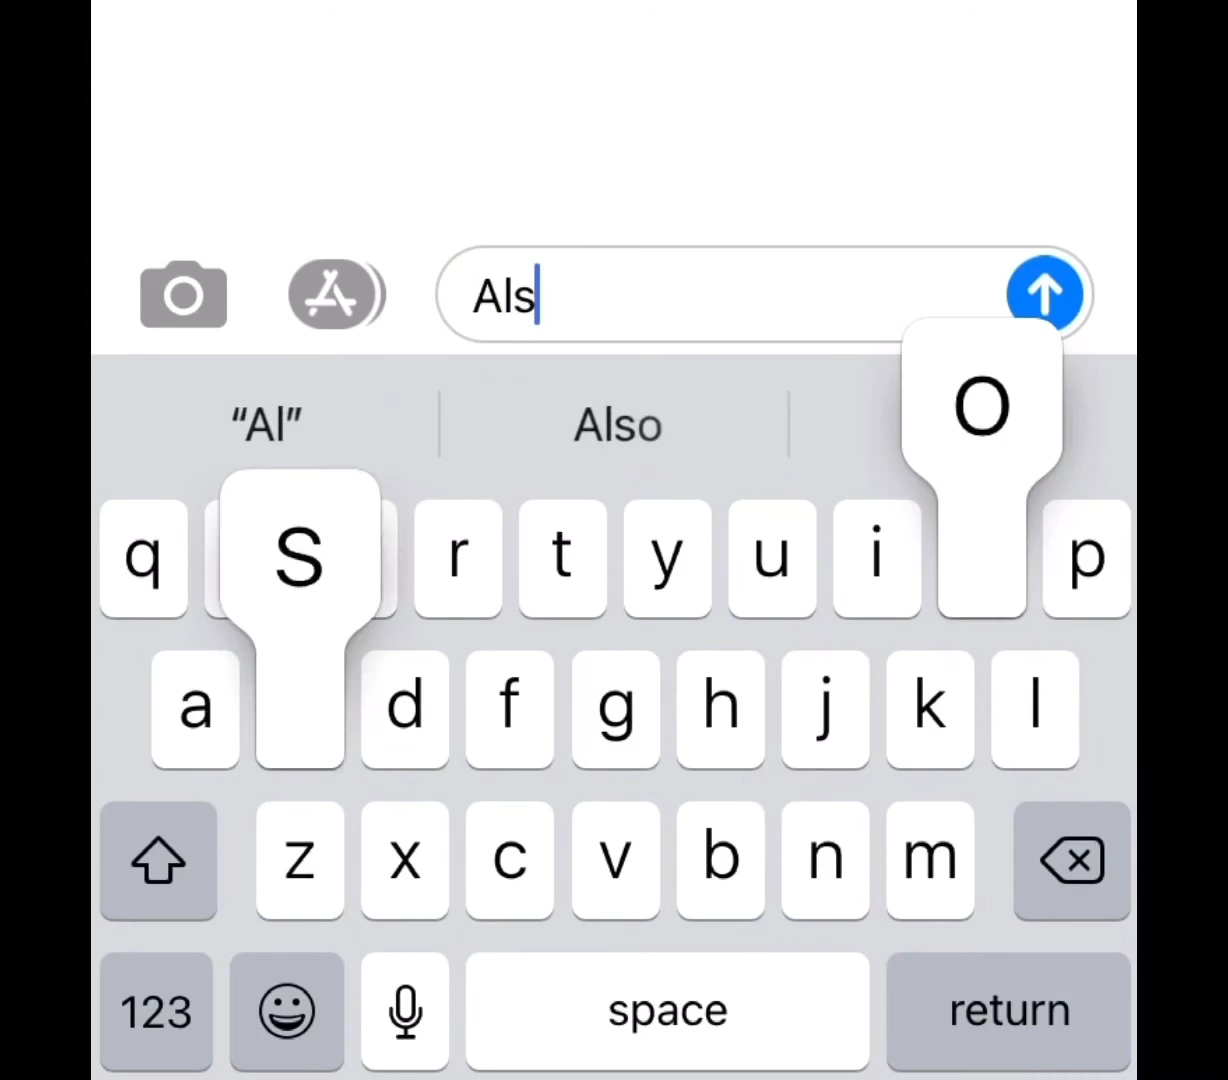 Als
“Al” Also
O
S
q r t y u i p
a d f g h j k l
z x c v b n m
123 space return